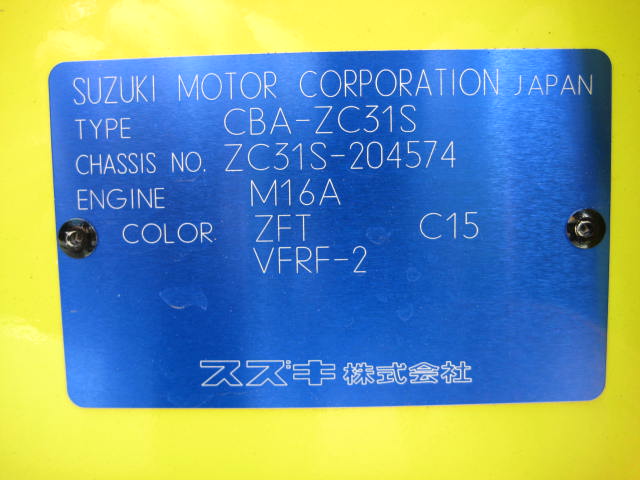 SUZUKI MOTOR CORPORATION JAPAN
TYPE CBA-ZC31S
CHASSIS NO. ZC31S-204574
ENGINE M16A
COLOR ZFT C15
VFRF-2
スズキ株式会社